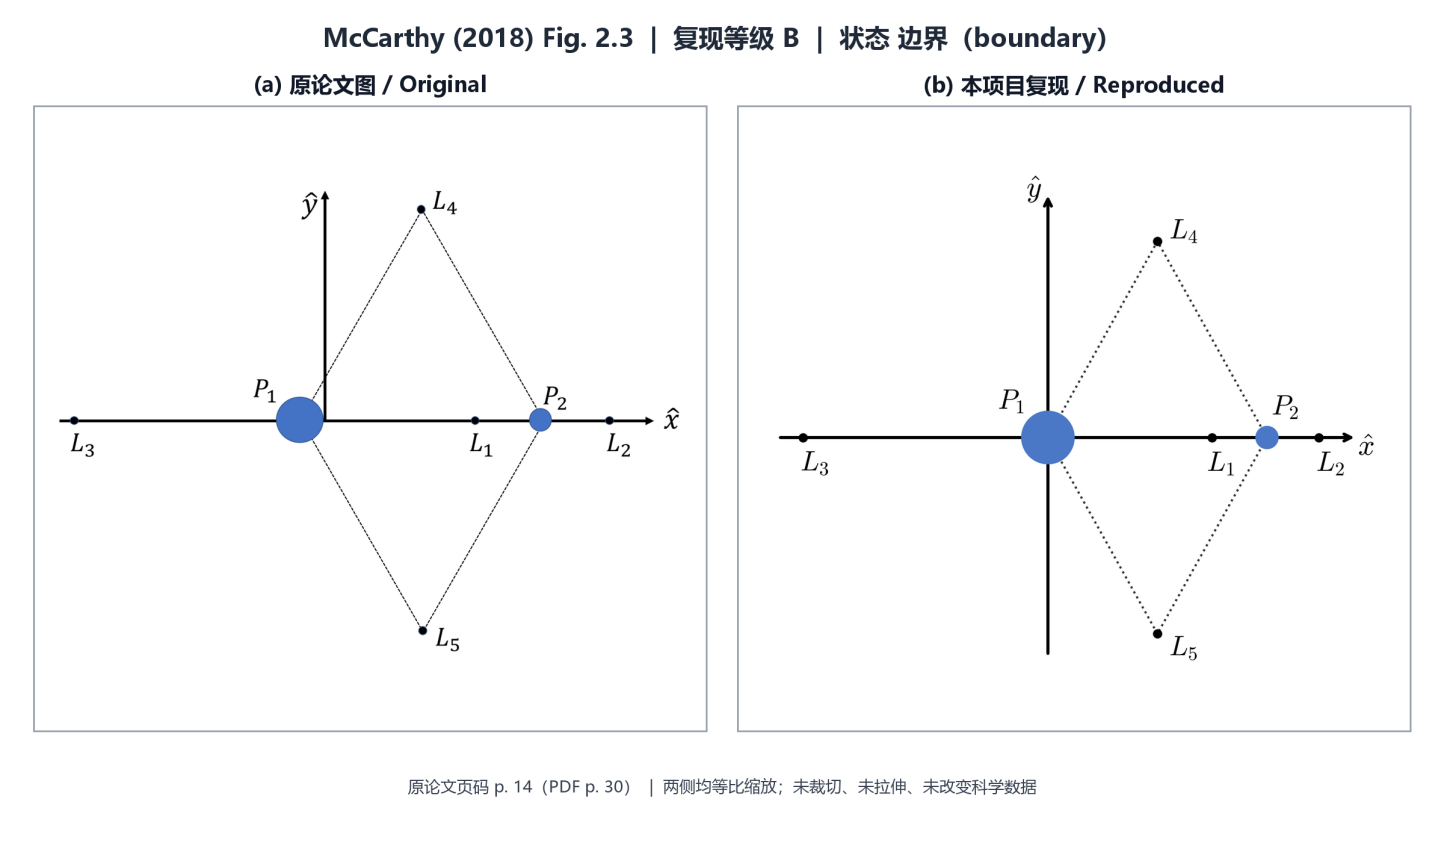 McCarthy (2018) Fig. 2.3 | 复现等级 B | 状态 边界（boundary）
(a) 原论文图 / Original
(b) 本项目复现 / Reproduced
ŷ
L₄
P₁
P₂
x̂
L₃
L₁
L₂
L₅
ŷ
L₄
P₁
P₂
x̂
L₃
L₁
L₂
L₅
原论文页码 p. 14（PDF p. 30） | 两侧均等比缩放；未裁切、未拉伸、未改变科学数据